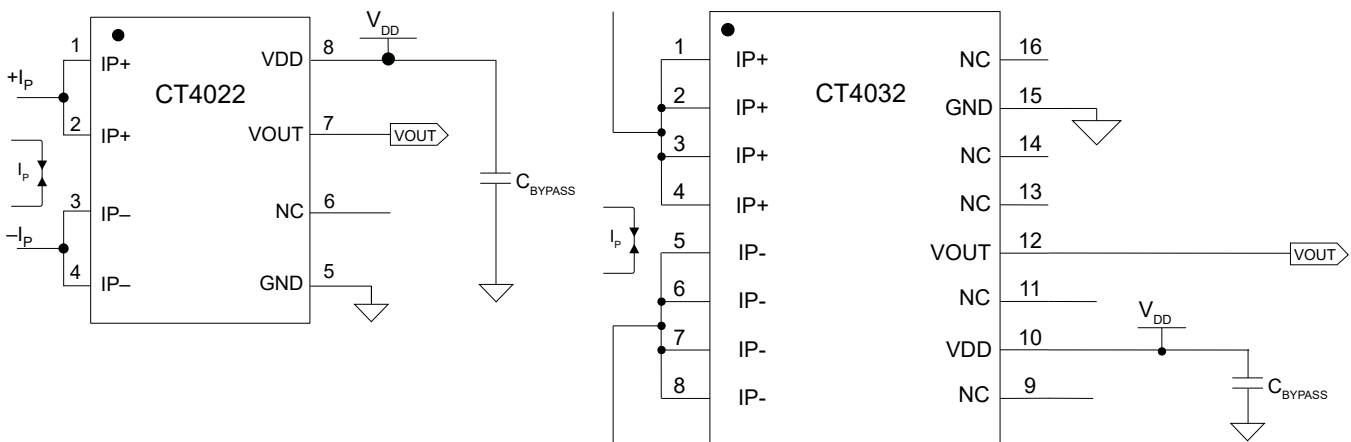 V_DD
1 IP+ VDD 8
+I_P
CT4022
2 IP+ VOUT 7 VOUT
I_P
C_BYPASS
3 IP– NC 6
–I_P
4 IP– GND 5
1 IP+ NC 16
CT4032
2 IP+ GND 15
3 IP+ NC 14
4 IP+ NC 13
I_P
5 IP- VOUT 12 VOUT
6 IP- NC 11
V_DD
7 IP- VDD 10
8 IP- NC 9
C_BYPASS